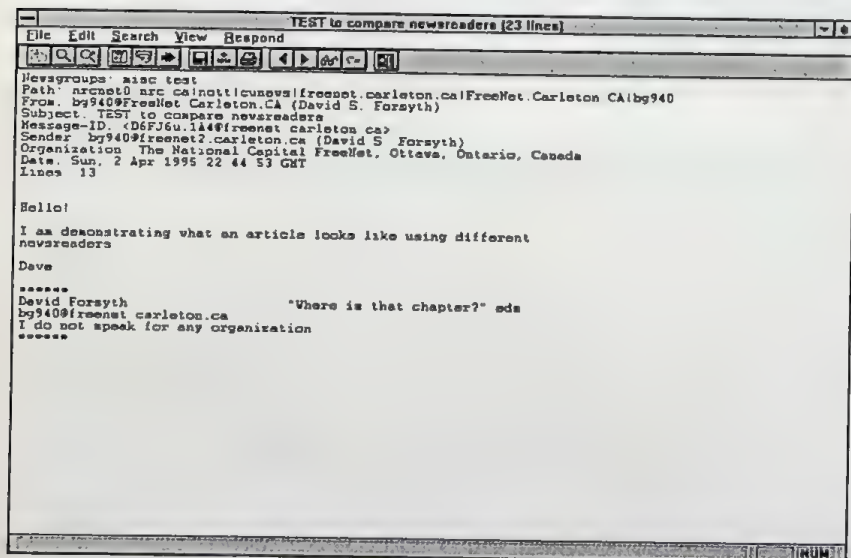 TEST to compare newsreaders (23 lines)
File Edit Search View Respond
Newsgroups: misc test
Path: nrcnet0 nrc ca!nott!cunews!freenet.carleton.ca!FreeNet.Carleton CA!bg940
From. bg940@FreeNet Carleton.CA (David S. Forsyth)
Subject. TEST to compare newsreaders
Message-ID. <D6FJ6u.1A4@freenet carleton ca>
Sender bg940@freenet2.carleton.ca (David S Forsyth)
Organization The National Capital FreeNet, Ottawa, Ontario, Canada
Date. Sun, 2 Apr 1995 22 44 53 GMT
Lines 13
Hello!
I am demonstrating what an article looks like using different
newsreaders
Dave
******
David Forsyth "Where is that chapter?" eds
bg940@freenet carleton.ca
I do not speak for any organization
******
NUM